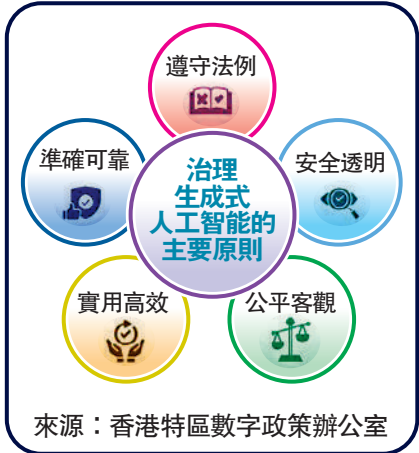 遵守法例
準確可靠
安全透明
治理
生成式
人工智能的
主要原則
實用高效
公平客觀
來源：香港特區數字政策辦公室